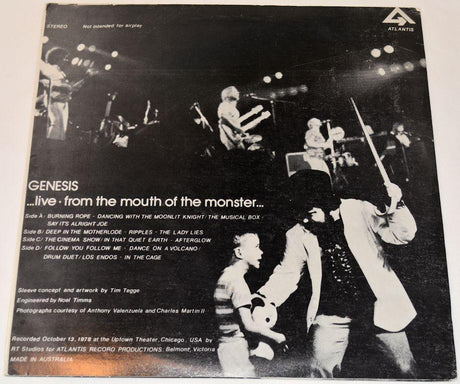 STEREO
Not intended for airplay
ATLANTIS
GENESIS
...live · from the mouth of the monster...
Side A: BURNING ROPE · DANCING WITH THE MOONLIT KNIGHT/THE MUSICAL BOX ·
SAY IT'S ALRIGHT JOE
Side B/ DEEP IN THE MOTHERLODE · RIPPLES · THE LADY LIES
Side C/ THE CINEMA SHOW/ IN THAT QUIET EARTH · AFTERGLOW
Side D/ FOLLOW YOU FOLLOW ME · DANCE ON A VOLCANO/
DRUM DUET/LOS ENDOS · IN THE CAGE
Sleeve concept and artwork by Tim Tegge
Engineered by Noel Timms
Photographs courtesy of Anthony Valenzuela and Charles Martin II
Recorded October 13, 1978 at the Uptown Theater, Chicago, USA by
RT Studios for ATLANTIS RECORD PRODUCTIONS: Belmont, Victoria
MADE IN AUSTRALIA